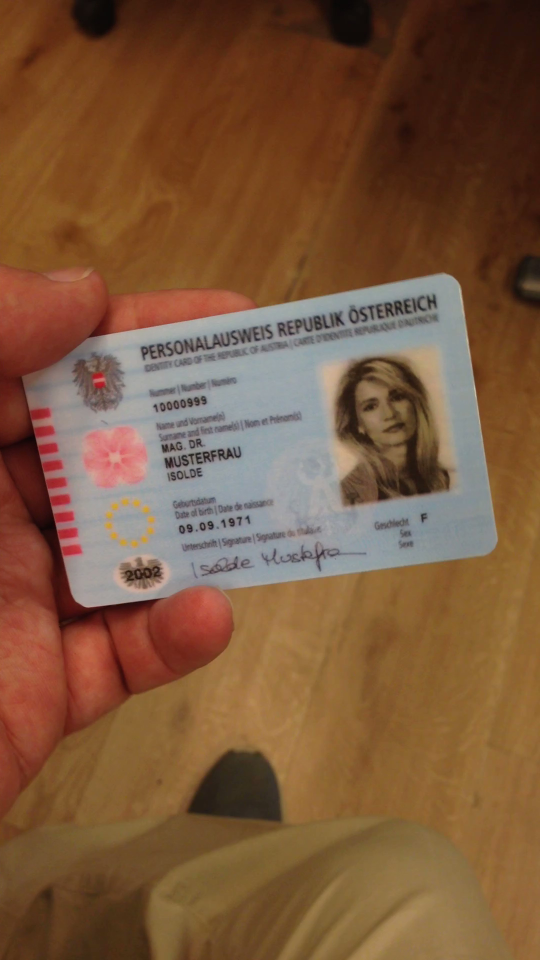 PERSONALAUSWEIS REPUBLIK ÖSTERREICH
IDENTITY CARD OF THE REPUBLIC OF AUSTRIA | CARTE D'IDENTITÉ RÉPUBLIQUE D'AUTRICHE
Nummer | Number | Numéro
10000999
Name und Vorname(n)
Surname and first name(s) | Nom et Prénom(s)
MAG. DR.
MUSTERFRAU
ISOLDE
Geburtsdatum
Date of birth | Date de naissance
09.09.1971
Unterschrift | Signature | Signature du titulaire
Isolde Musterfrau
Geschlecht F
Sex
Sexe
2002